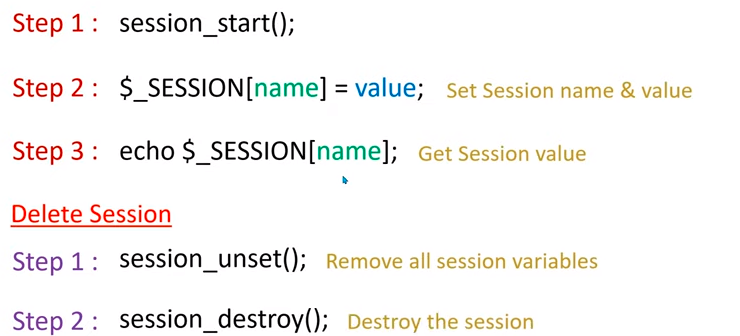 Step 1 : session_start();
Step 2 : $_SESSION[name] = value; Set Session name & value
Step 3 : echo $_SESSION[name]; Get Session value
Delete Session
Step 1 : session_unset(); Remove all session variables
Step 2 : session_destroy(); Destroy the session